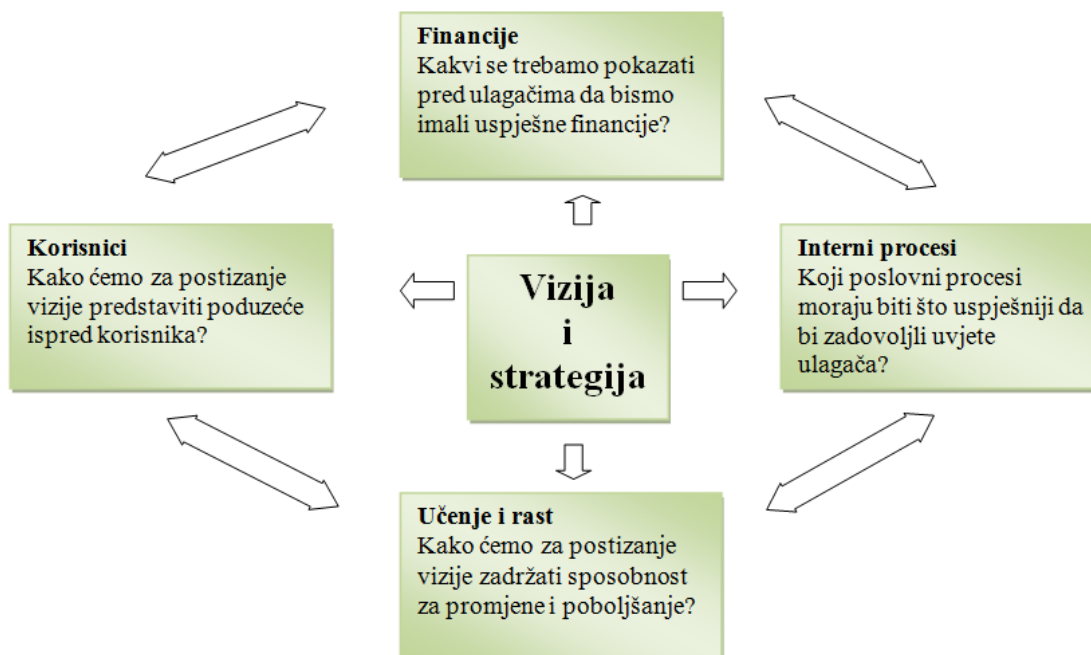 Financije
Kakvi se trebamo pokazati
pred ulagačima da bismo
imali uspješne financije?
Korisnici
Kako ćemo za postizanje
vizije predstaviti poduzeće
ispred korisnika?
Vizija
i
strategija
Interni procesi
Koji poslovni procesi
moraju biti što uspješniji da
bi zadovoljli uvjete
ulagača?
Učenje i rast
Kako ćemo za postizanje
vizije zadržati sposobnost
za promjene i poboljšanje?